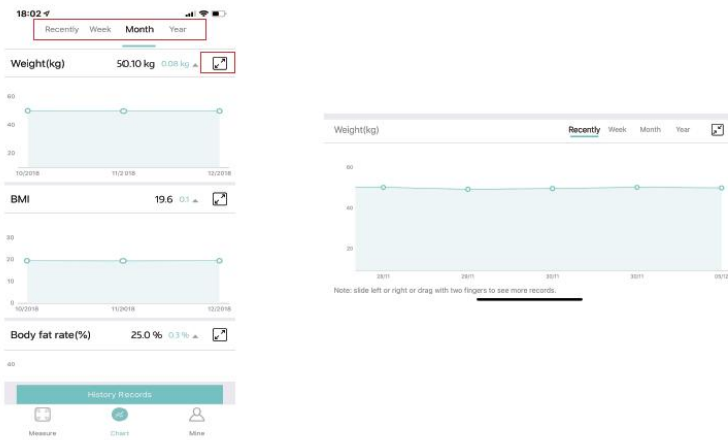 18:02
Recently Week Month Year
Weight(kg) 50.10 kg 0.08 kg
60
40
20
10/2018 11/2018 12/2018
BMI 19.6 0.1
30
20
10
0
10/2018 11/2018 12/2018
Body fat rate(%) 25.0 % 0.3 %
40
History Records
Measure Chart Mine
Weight(kg) Recently Week Month Year
60
40
20
28/11 29/11 30/11 30/11 05/12
Note: slide left or right or drag with two fingers to see more records.